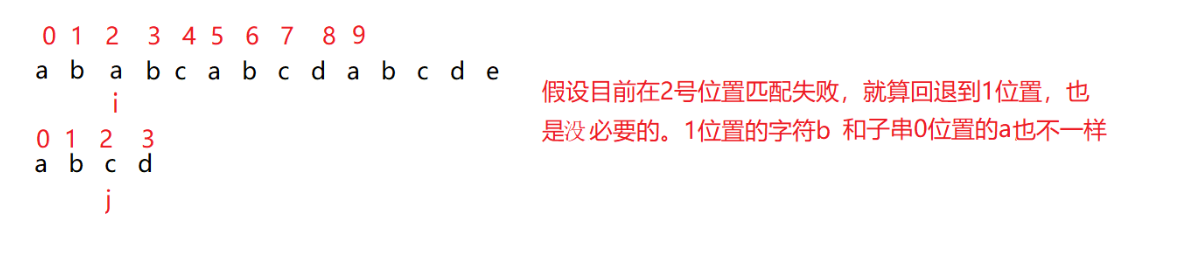 0 1 2 3 4 5 6 7 8 9
a b a b c a b c d a b c d e
i
0 1 2 3
a b c d
j
假设目前在2号位置匹配失败，就算回退到1位置，也
是没必要的。1位置的字符b 和子串0位置的a也不一样